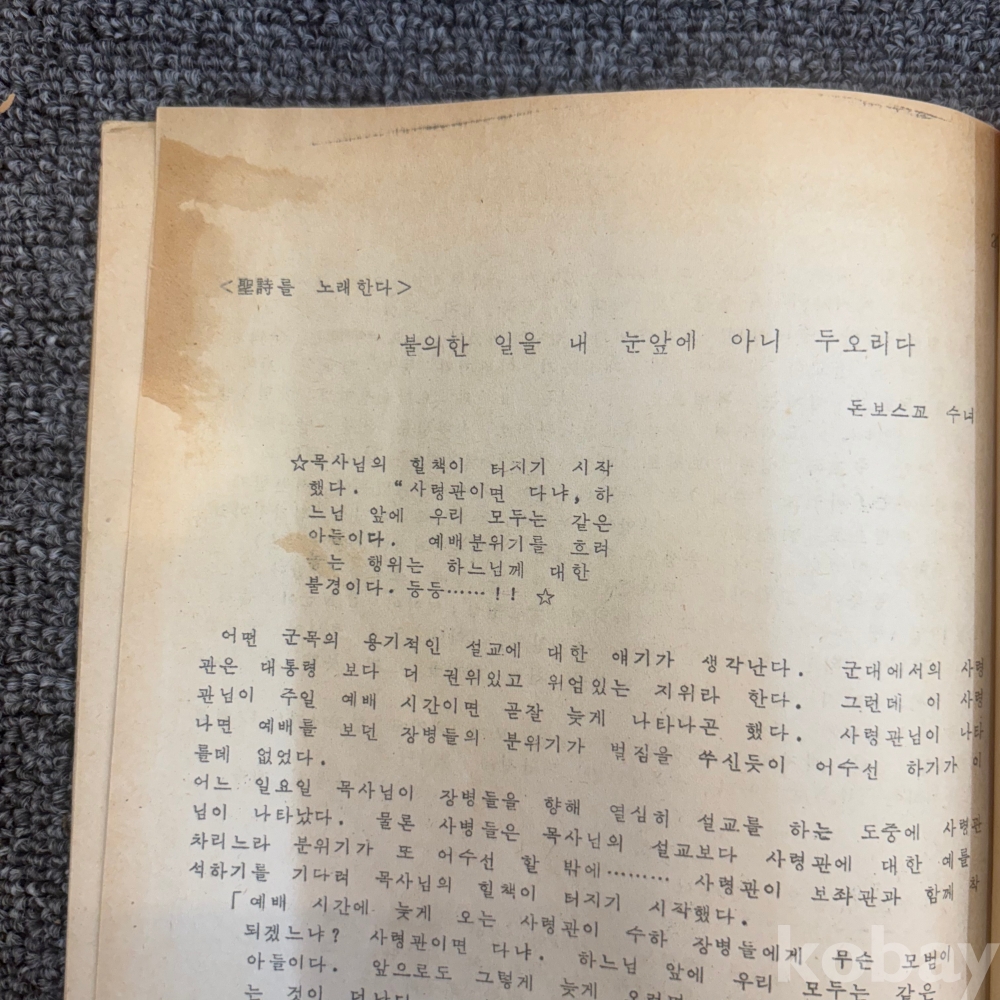 <聖詩를 노래한다>
불의한 일을 내 눈앞에 아니 두오리다
돈보스꼬 수녀
☆목사님의 힐책이 터지기 시작
했다. “사령관이면 다냐, 하
느님 앞에 우리 모두는 같은
아들이다. 예배분위기를 흐려
는 행위는 하느님께 대한
불경이다. 등등……!! ☆
어떤 군목의 용기적인 설교에 대한 얘기가 생각난다. 군대에서의 사령
관은 대통령 보다 더 권위있고 위엄있는 지위라 한다. 그런데 이 사령
관님이 주일 예배 시간이면 곧잘 늦게 나타나곤 했다. 사령관님이 나타
나면 예배를 보던 장병들의 분위기가 벌집을 쑤신듯이 어수선 하기가 이
를데 없었다.
어느 일요일 목사님이 장병들을 향해 열심히 설교를 하는 도중에 사령관
님이 나타났다. 물론 사병들은 목사님의 설교보다 사령관에 대한 예를
차리느라 분위기가 또 어수선 할 밖에……… 사령관이 보좌관과 함께 착
석하기를 기다려 목사님의 힐책이 터지기 시작했다.
「예배 시간에 늦게 오는 사령관이 수하 장병들에게 무슨 모범이
되겠느냐? 사령관이면 다냐. 하느님 앞에 우리 모두는 같은
아들이다. 앞으로도 그렇게 늦게 오려면
는 것이 더낫다
kobay